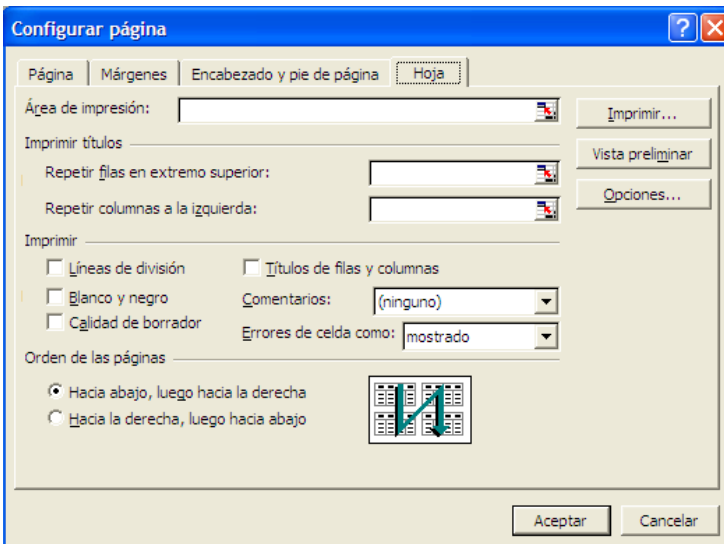 Configurar página
Página Márgenes Encabezado y pie de página Hoja
Área de impresión:
Imprimir...
Imprimir títulos
Vista preliminar
Repetir filas en extremo superior:
Opciones...
Repetir columnas a la izquierda:
Imprimir
Líneas de división Títulos de filas y columnas
Blanco y negro Comentarios: (ninguno)
Calidad de borrador Errores de celda como: mostrado
Orden de las páginas
Hacia abajo, luego hacia la derecha
Hacia la derecha, luego hacia abajo
Aceptar Cancelar